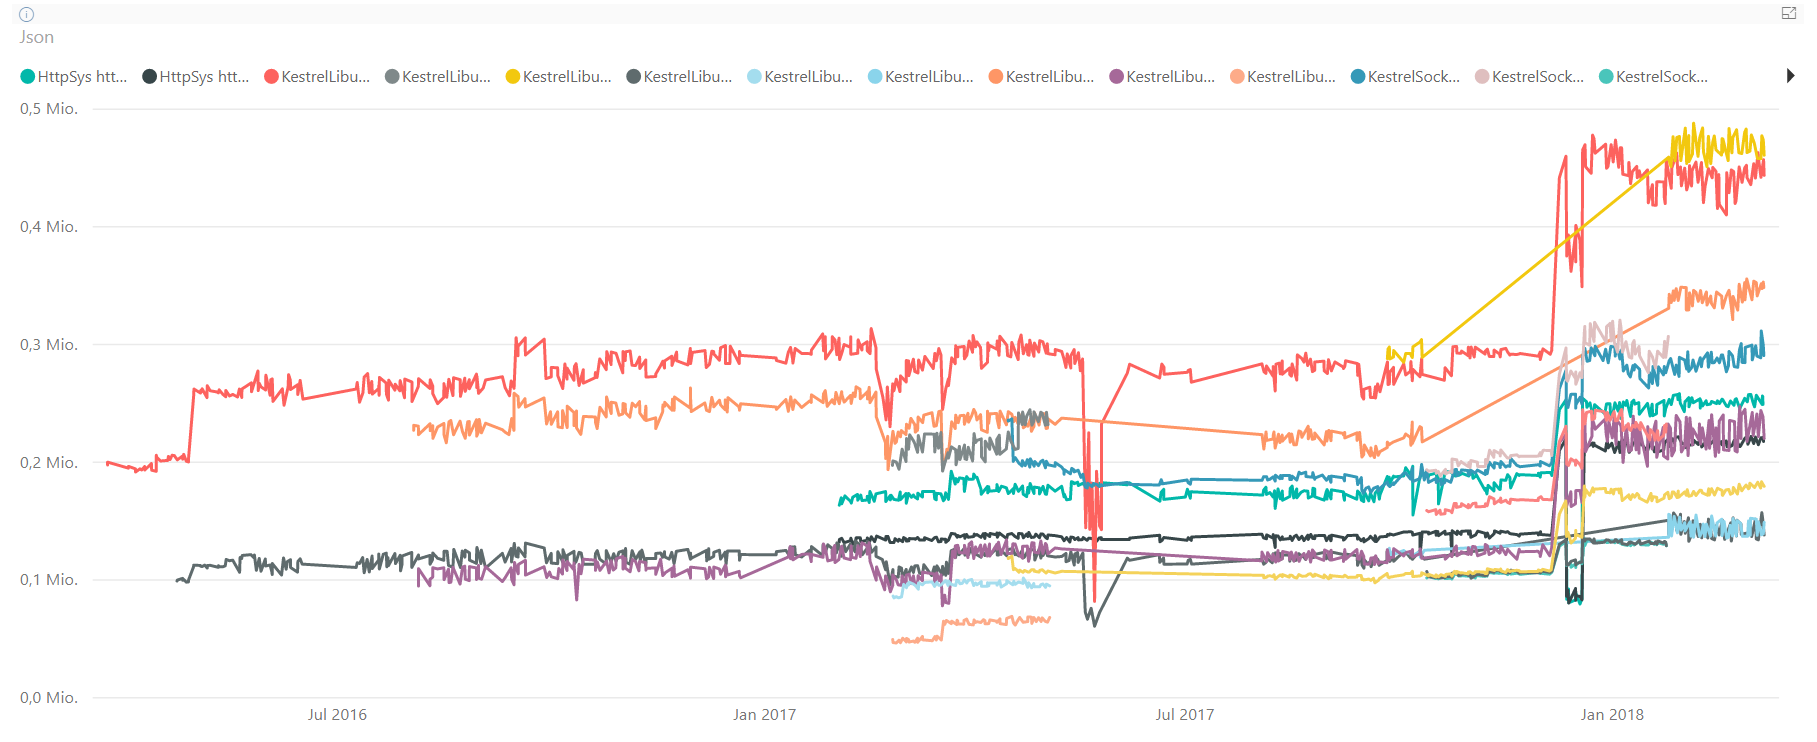 Json
HttpSys htt... HttpSys htt... KestrelLibu... KestrelLibu... KestrelLibu... KestrelLibu... KestrelLibu... KestrelLibu... KestrelLibu... KestrelLibu... KestrelLibu... KestrelSock... KestrelSock... KestrelSock...
0,5 Mio.
0,4 Mio.
0,3 Mio.
0,2 Mio.
0,1 Mio.
0,0 Mio.
Jul 2016 Jan 2017 Jul 2017 Jan 2018